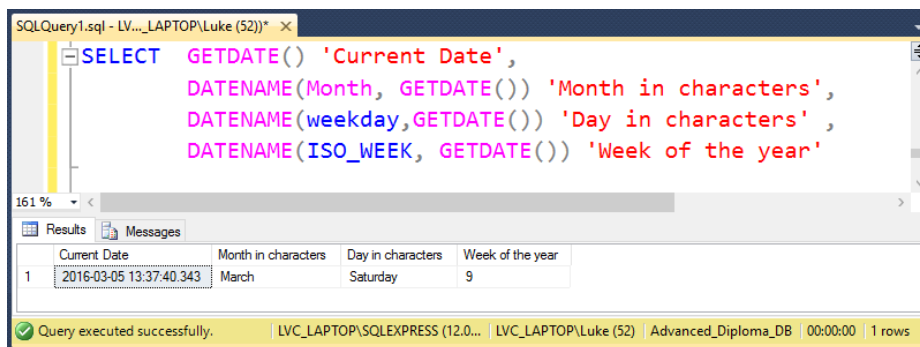 SQLQuery1.sql - LV..._LAPTOP\Luke (52))* ×
SELECT GETDATE() 'Current Date',
DATENAME(Month, GETDATE()) 'Month in characters',
DATENAME(weekday,GETDATE()) 'Day in characters' ,
DATENAME(ISO_WEEK, GETDATE()) 'Week of the year'
161 %
Results Messages
Current Date Month in characters Day in characters Week of the year
1 2016-03-05 13:37:40.343 March Saturday 9
Query executed successfully. LVC_LAPTOP\SQLEXPRESS (12.0... LVC_LAPTOP\Luke (52) Advanced_Diploma_DB 00:00:00 1 rows